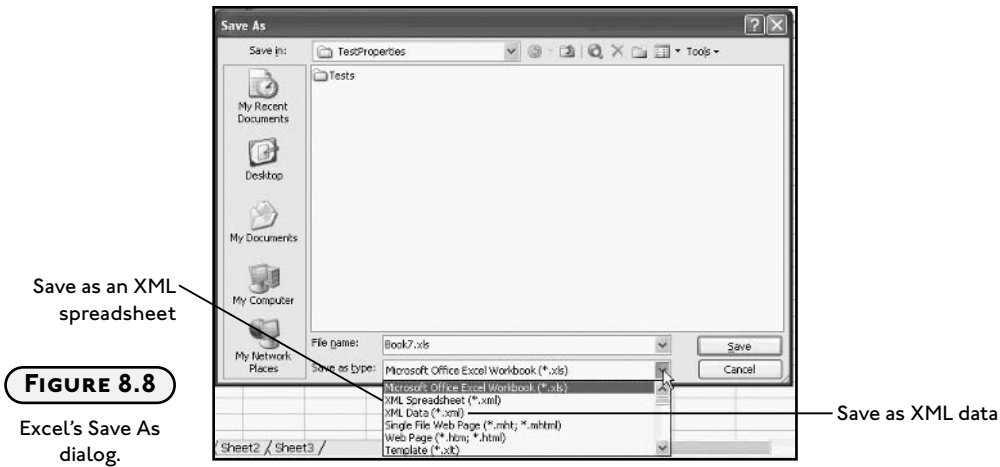 Save As
Save in:
TestProperties
Tools
Tests
My Recent
Documents
Desktop
My Documents
My Computer
My Network
Places
File name:
Book7.xls
Save
Save as type:
Microsoft Office Excel Workbook (*.xls)
Cancel
Microsoft Office Excel Workbook (*.xls)
XML Spreadsheet (*.xml)
XML Data (*.xml)
Single File Web Page (*.mht; *.mhtml)
Web Page (*.htm; *.html)
Template (*.xlt)
Sheet2 / Sheet3 /
Save as an XML
spreadsheet
Save as XML data
FIGURE 8.8
Excel's Save As
dialog.